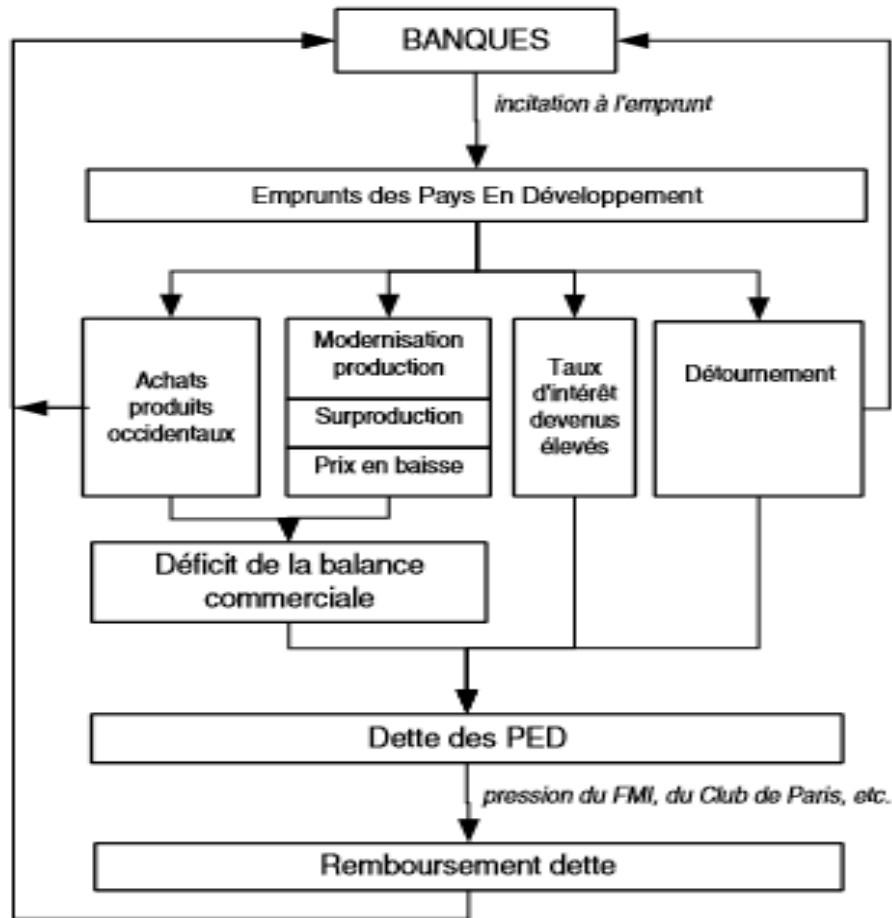 BANQUES
incitation à l'emprunt
Emprunts des Pays En Développement
Achats
produits
occidentaux
Modernisation
production
Surproduction
Prix en baisse
Taux
d'intérêt
devenus
élevés
Détournement
Déficit de la balance
commerciale
Dette des PED
pression du FMI, du Club de Paris, etc.
Remboursement dette